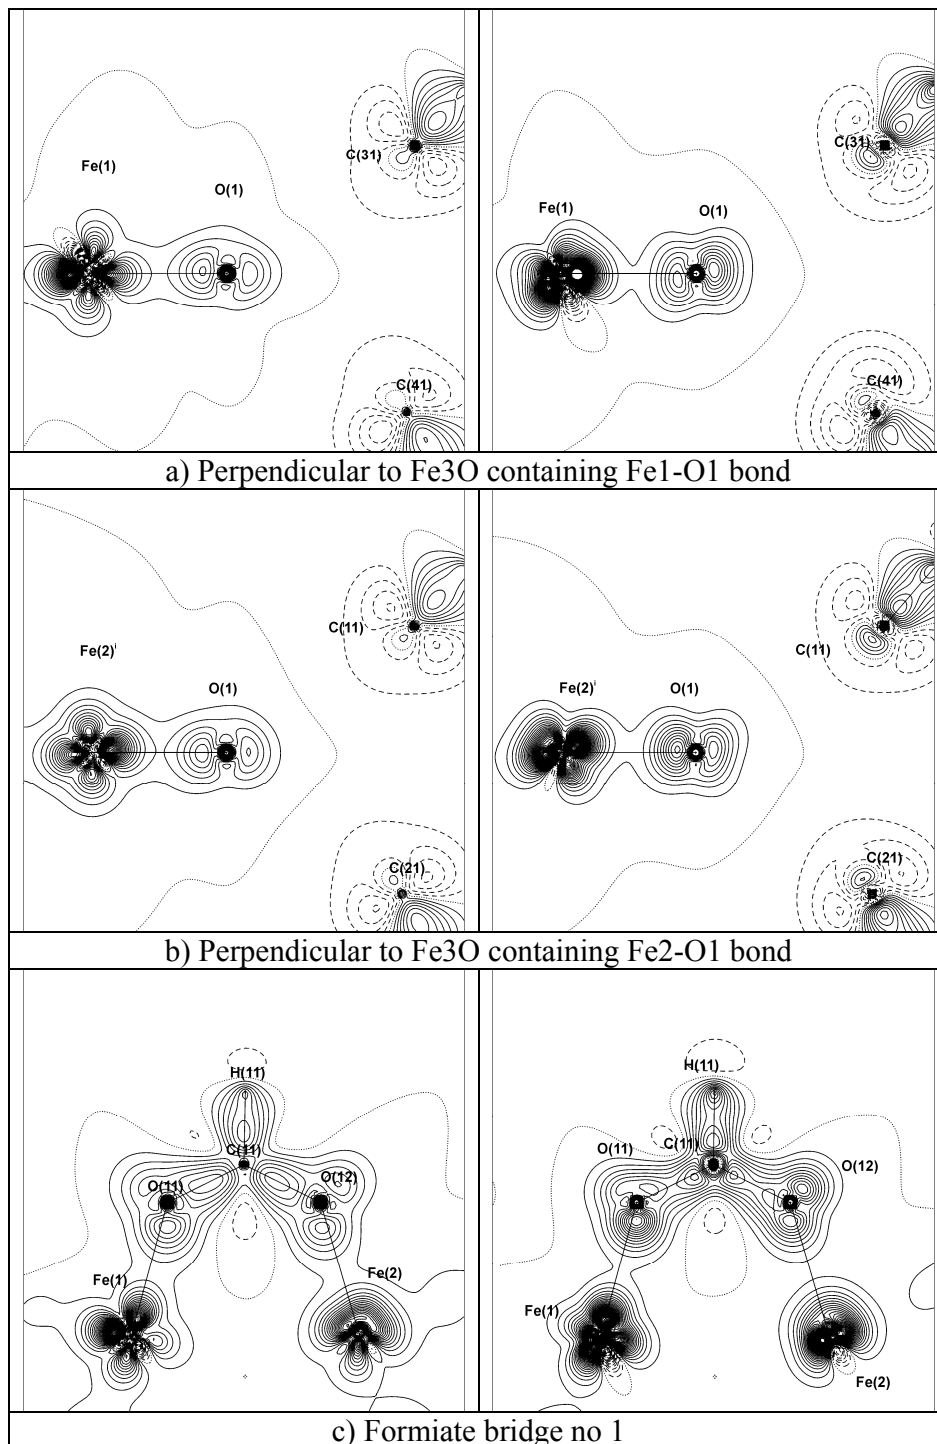 Fe(1)
O(1)
C(31)
C(41)
Fe(1)
O(1)
C(31)
C(41)
a) Perpendicular to Fe3O containing Fe1-O1 bond
Fe(2)ⁱ
O(1)
C(11)
C(21)
Fe(2)ⁱ
O(1)
C(11)
C(21)
b) Perpendicular to Fe3O containing Fe2-O1 bond
H(11)
C(11)
O(11)
O(12)
Fe(1)
Fe(2)
H(11)
C(11)
O(11)
O(12)
Fe(1)
Fe(2)
c) Formiate bridge no 1